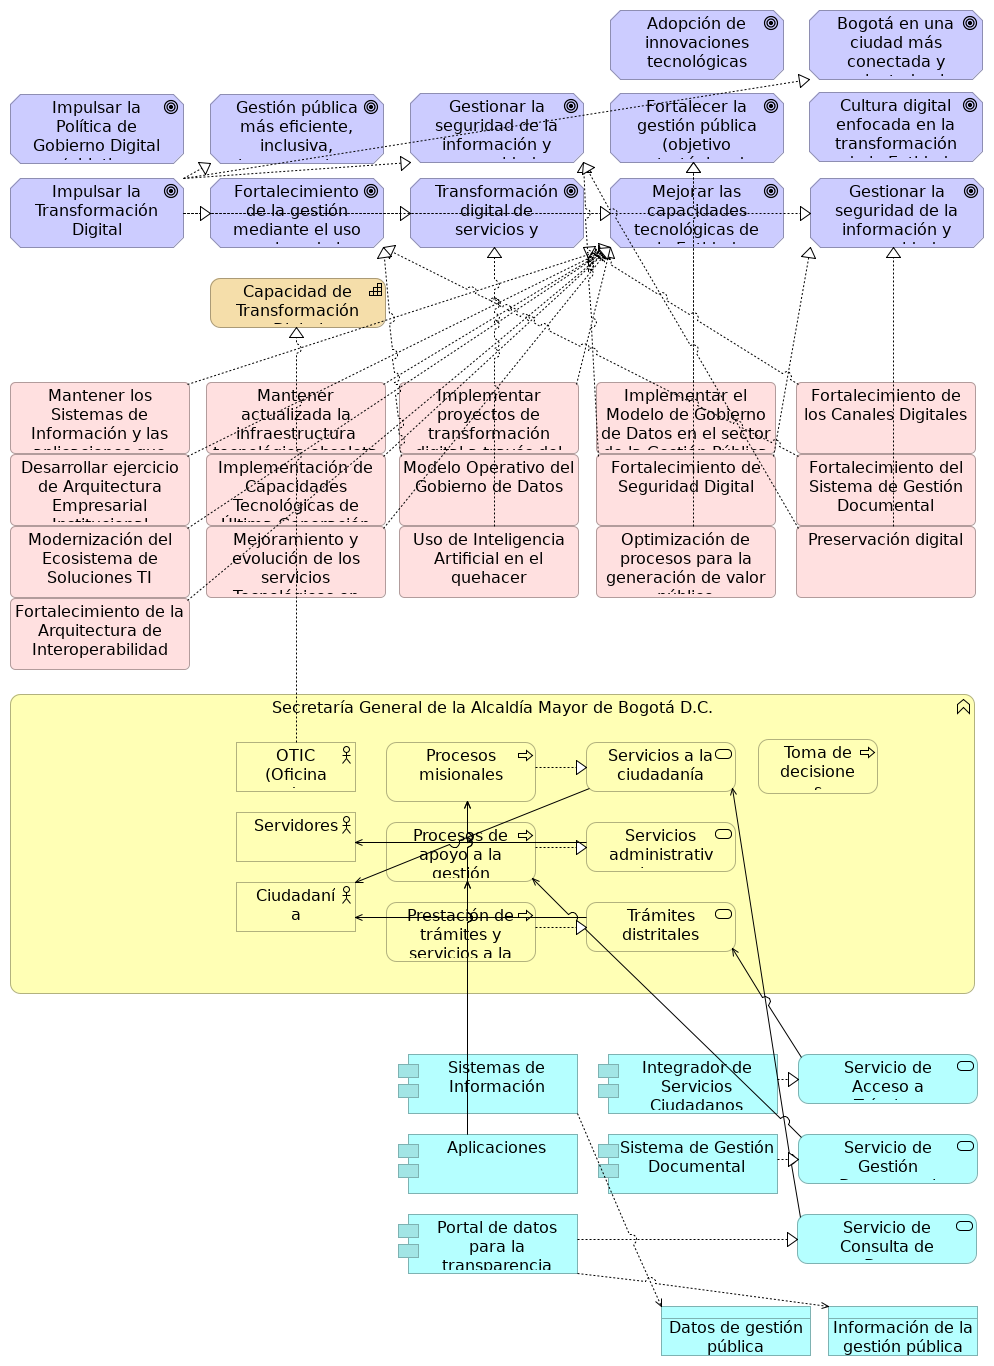 Adopción de
innovaciones
tecnológicas
Bogotá en una
ciudad más
conectada y
Impulsar la
Política de
Gobierno Digital
Gestión pública
más eficiente,
inclusiva,
Gestionar la
seguridad de la
información y
Fortalecer la
gestión pública
(objetivo
Cultura digital
enfocada en la
transformación
Impulsar la
Transformación
Digital
Fortalecimiento
de la gestión
mediante el uso
Transformación
digital de
servicios y
Mejorar las
capacidades
tecnológicas de
Gestionar la
seguridad de la
información y
Capacidad de
Transformación
Mantener los
Sistemas de
Información y las
Mantener
actualizada la
infraestructura
Implementar
proyectos de
transformación
Implementar el
Modelo de Gobierno
de Datos en el sector
Fortalecimiento de
los Canales Digitales
Desarrollar ejercicio
de Arquitectura
Empresarial
Institucional
Implementación de
Capacidades
Tecnológicas de
Última Generación
Modelo Operativo del
Gobierno de Datos
Fortalecimiento de
Seguridad Digital
Fortalecimiento del
Sistema de Gestión
Documental
Modernización del
Ecosistema de
Soluciones TI
Mejoramiento y
evolución de los
servicios
Tecnológicos en
Uso de Inteligencia
Artificial en el
quehacer
Optimización de
procesos para la
generación de valor
Preservación digital
Fortalecimiento de la
Arquitectura de
Interoperabilidad
Secretaría General de la Alcaldía Mayor de Bogotá D.C.
OTIC
(Oficina
Procesos
misionales
Servicios a la
ciudadanía
Toma de
decisione
s
Servidores
Procesos de
apoyo a la
gestión
Servicios
administrativ
Ciudadaní
a
Prestación de
trámites y
servicios a la
Trámites
distritales
Sistemas de
Información
Integrador de
Servicios
Ciudadanos
Servicio de
Acceso a
Aplicaciones
Sistema de Gestión
Documental
Servicio de
Gestión
Portal de datos
para la
transparencia
Servicio de
Consulta de
Datos de gestión
pública
Información de la
gestión pública